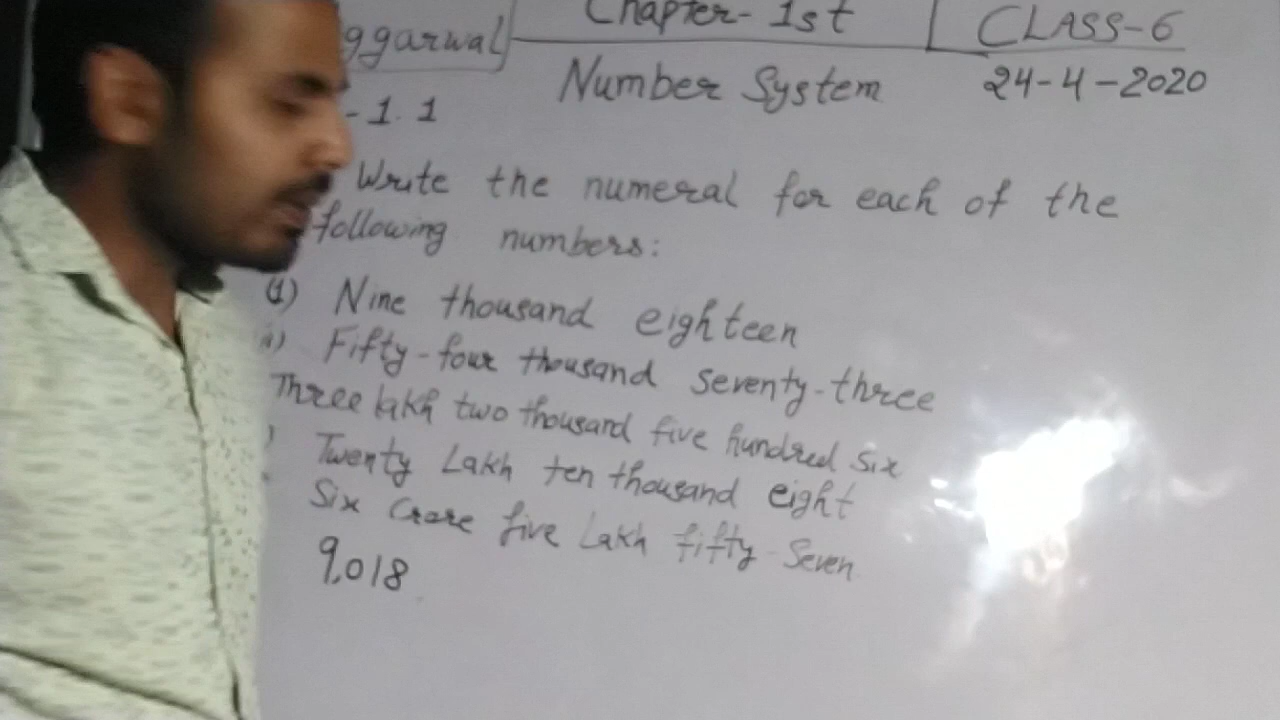 ggarwal
Chapter- 1st
CLASS-6
Number System
24-4-2020
-1.1
Write the numeral for each of the
following numbers:
(i) Nine thousand eighteen
ii) Fifty-four thousand seventy-three
Three lakh two thousand five hundred Six
) Twenty Lakh ten thousand eight
Six Crore five Lakh fifty-Seven
9,018